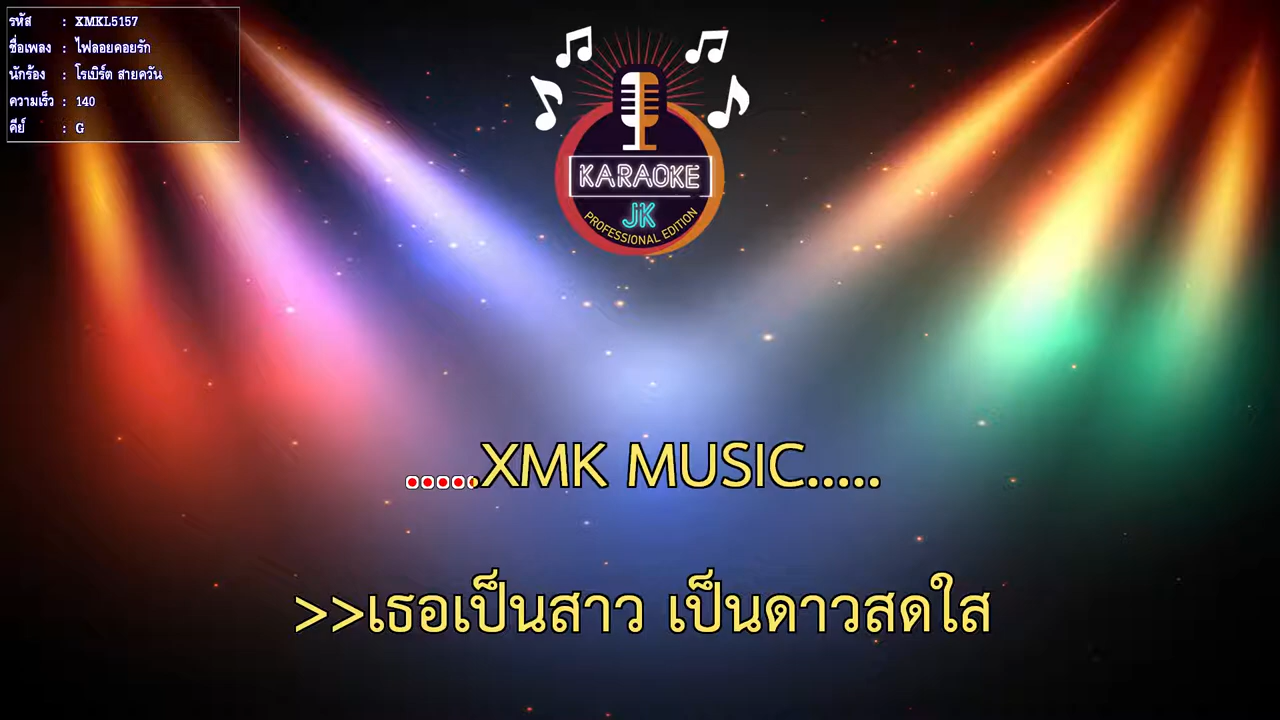 รหัส : XMKL5157
ชื่อเพลง : ไฟลอยคอยรัก
นักร้อง : โรเบิร์ต สายควัน
ความเร็ว : 140
คีย์ : G
KARAOKE
JK
PROFESSIONAL EDITION
.....XMK MUSIC.....
>>เธอเป็นสาว เป็นดาวสดใส